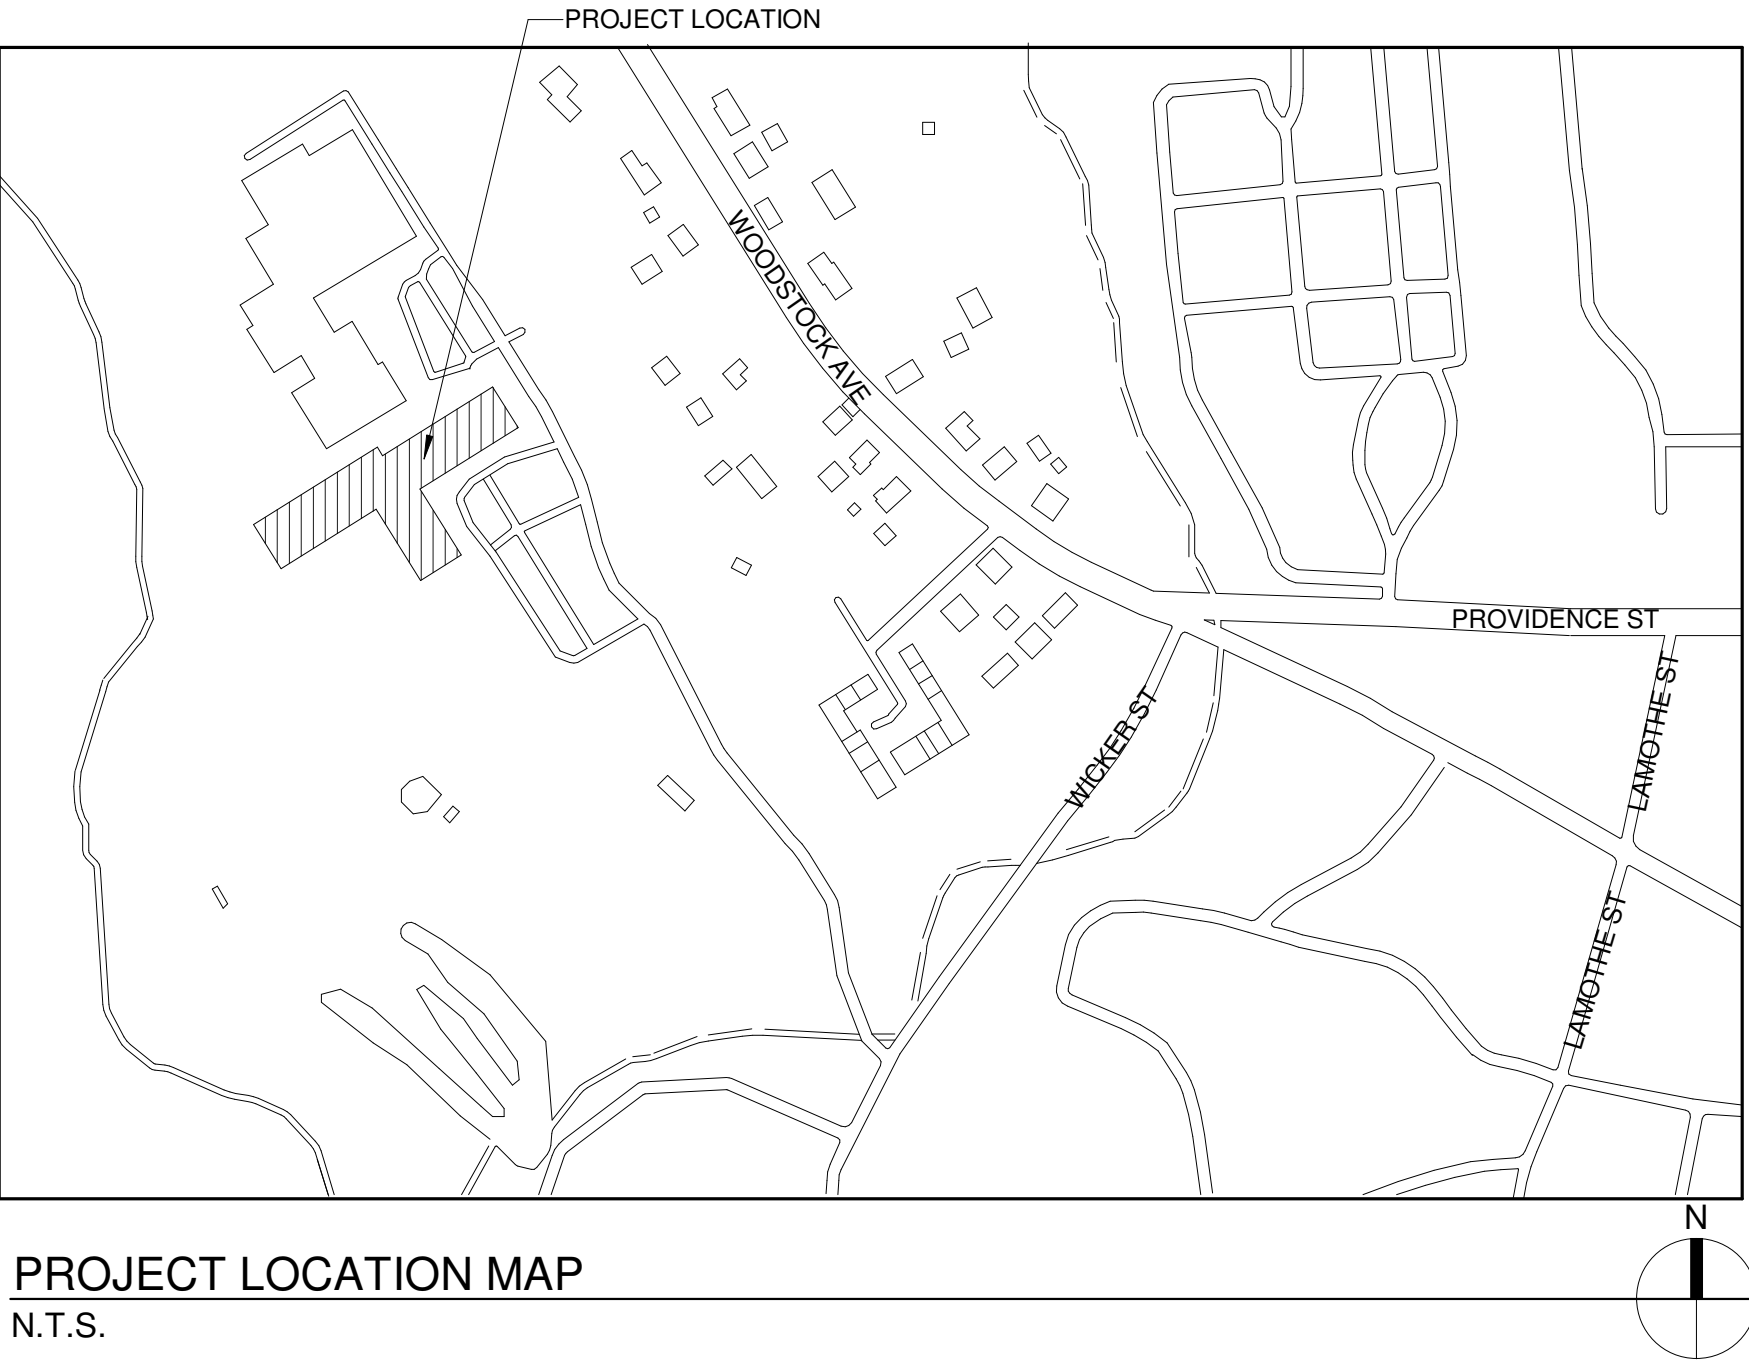 PROJECT LOCATION
WOODSTOCK AVE
PROVIDENCE ST
LAMOTHE ST
WICKER ST
LAMOTHE ST
N
PROJECT LOCATION MAP
N.T.S.